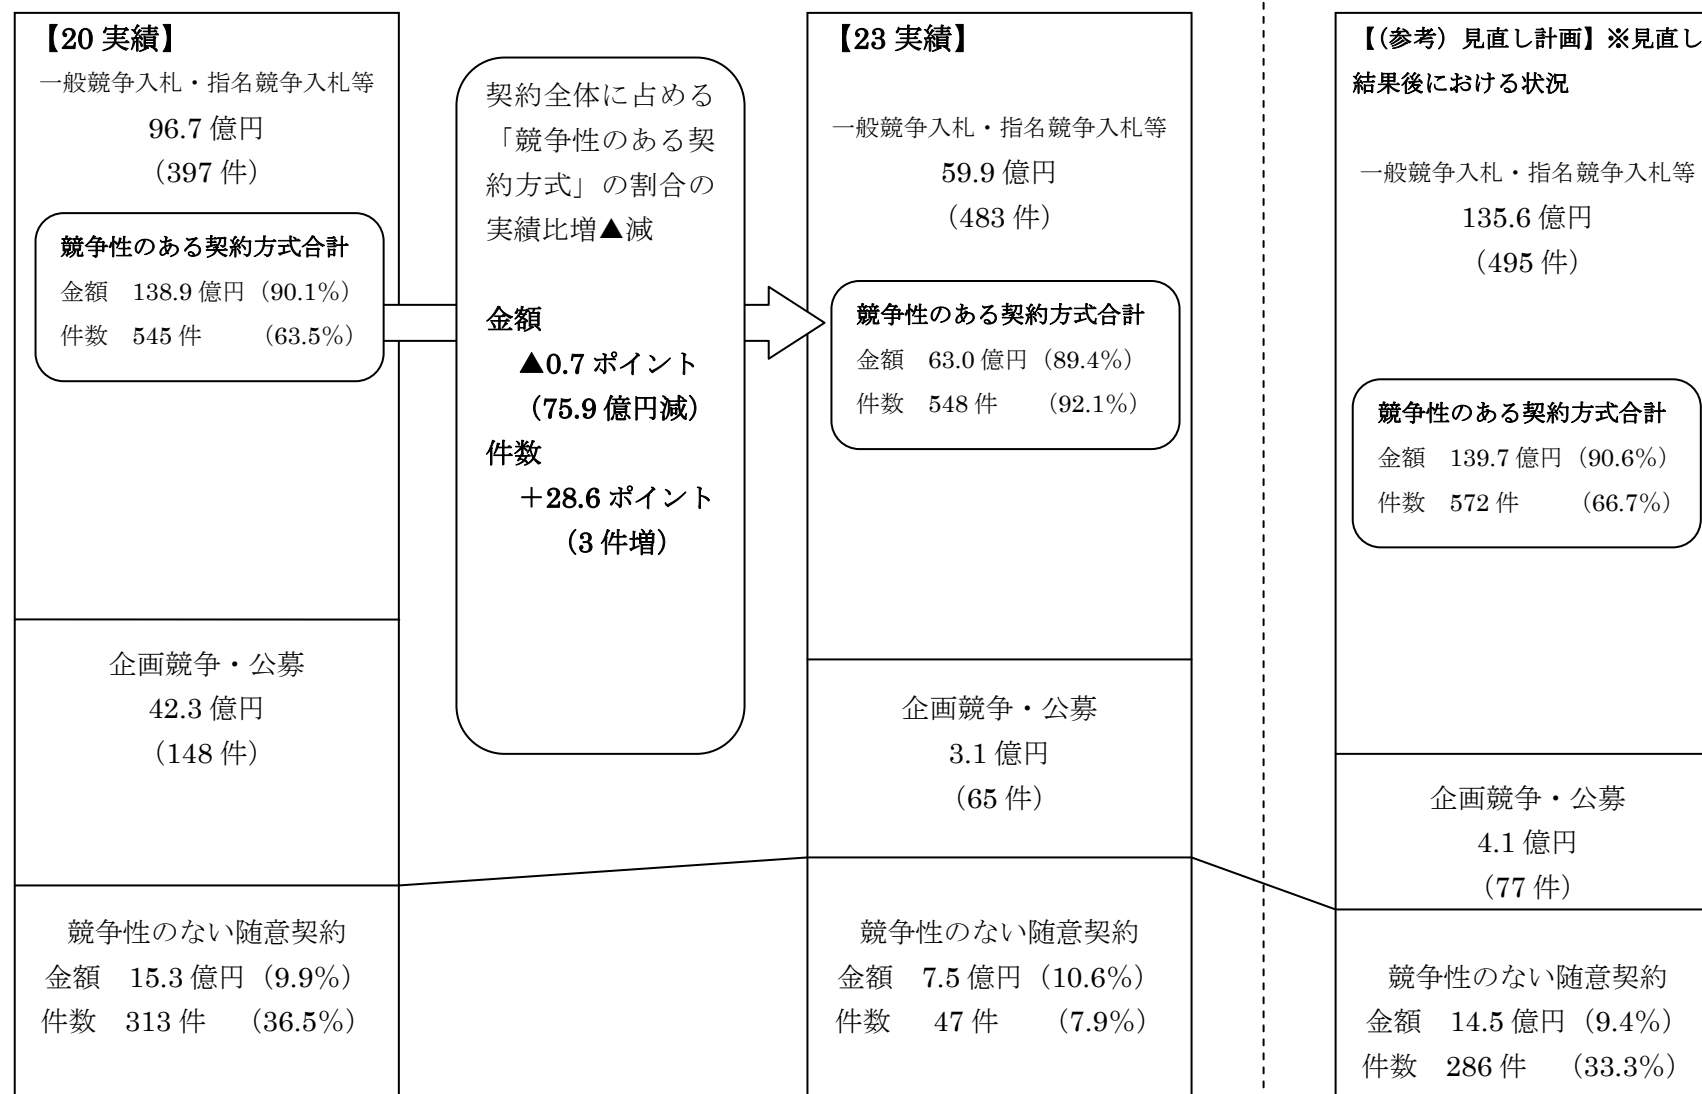 【20 実績】
一般競争入札・指名競争入札等
96.7 億円
（397 件）
競争性のある契約方式合計
金額　138.9 億円（90.1%）
件数　545 件　　（63.5%）
企画競争・公募
42.3 億円
（148 件）
競争性のない随意契約
金額　15.3 億円（9.9%）
件数　313 件　（36.5%）
契約全体に占める
「競争性のある契
約方式」の割合の
実績比増▲減
金額
▲0.7 ポイント
（75.9 億円減）
件数
＋28.6 ポイント
（3 件増）
【23 実績】
一般競争入札・指名競争入札等
59.9 億円
（483 件）
競争性のある契約方式合計
金額　63.0 億円（89.4%）
件数　548 件　　（92.1%）
企画競争・公募
3.1 億円
（65 件）
競争性のない随意契約
金額　7.5 億円（10.6%）
件数　47 件　　（7.9%）
【(参考）見直し計画】※見直し
結果後における状況
一般競争入札・指名競争入札等
135.6 億円
（495 件）
競争性のある契約方式合計
金額　139.7 億円（90.6%）
件数　572 件　　（66.7%）
企画競争・公募
4.1 億円
（77 件）
競争性のない随意契約
金額　14.5 億円（9.4%）
件数　286 件　（33.3%）